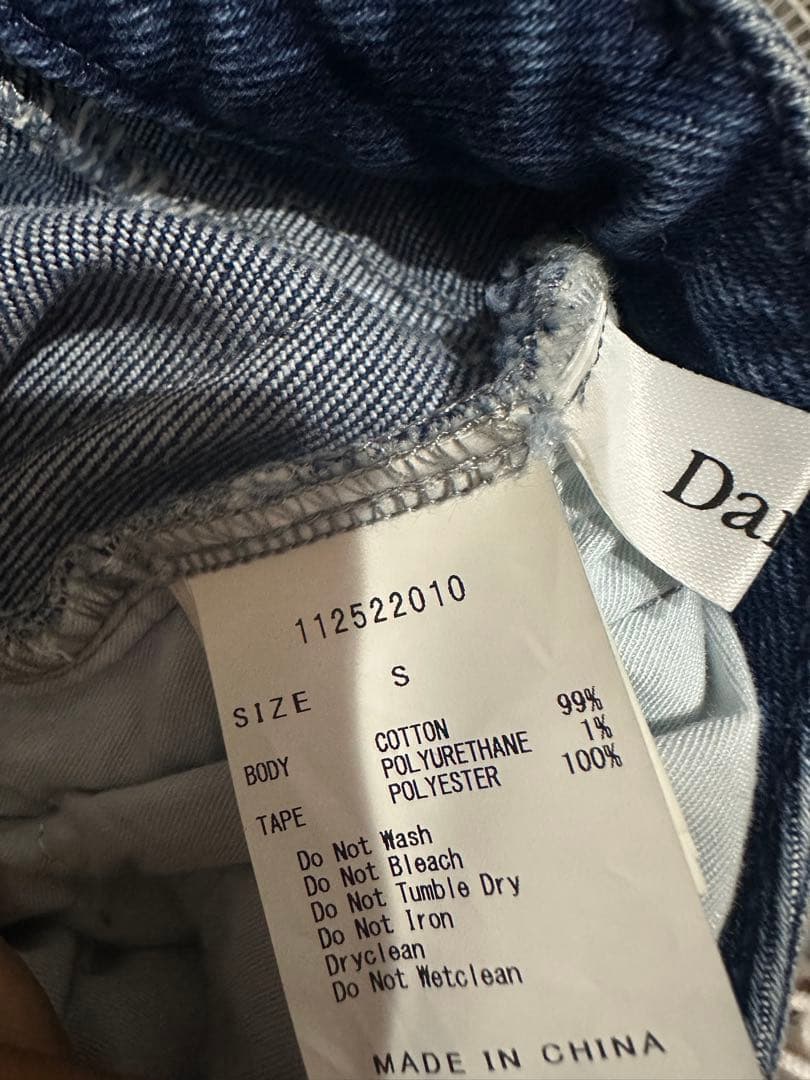 112522010
SIZE S
BODY COTTON 99%
POLYURETHANE 1%
TAPE POLYESTER 100%
Do Not Wash
Do Not Bleach
Do Not Tumble Dry
Do Not Iron
Dryclean
Do Not Wetclean
MADE IN CHINA